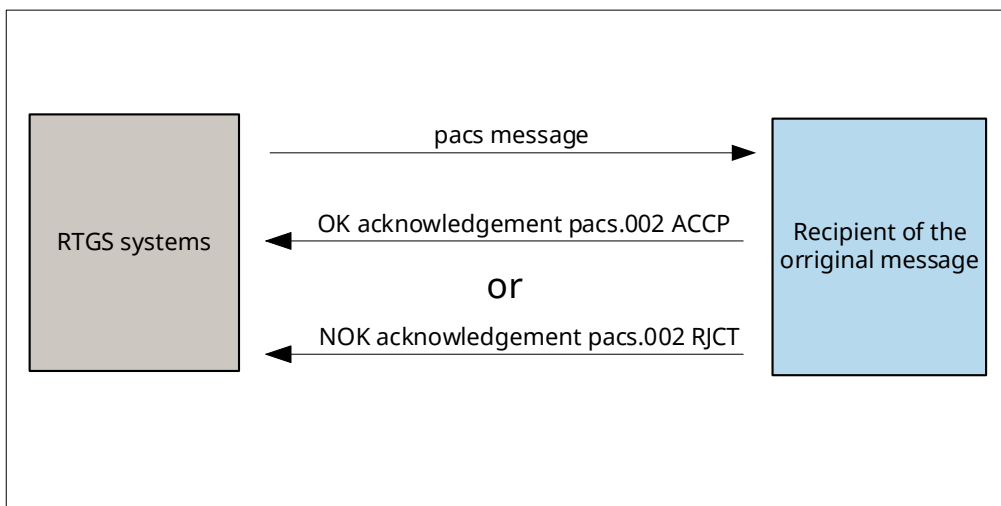 pacs message
RTGS systems
OK acknowledgement pacs.002 ACCP
or
NOK acknowledgement pacs.002 RJCT
Recipient of the
orriginal message